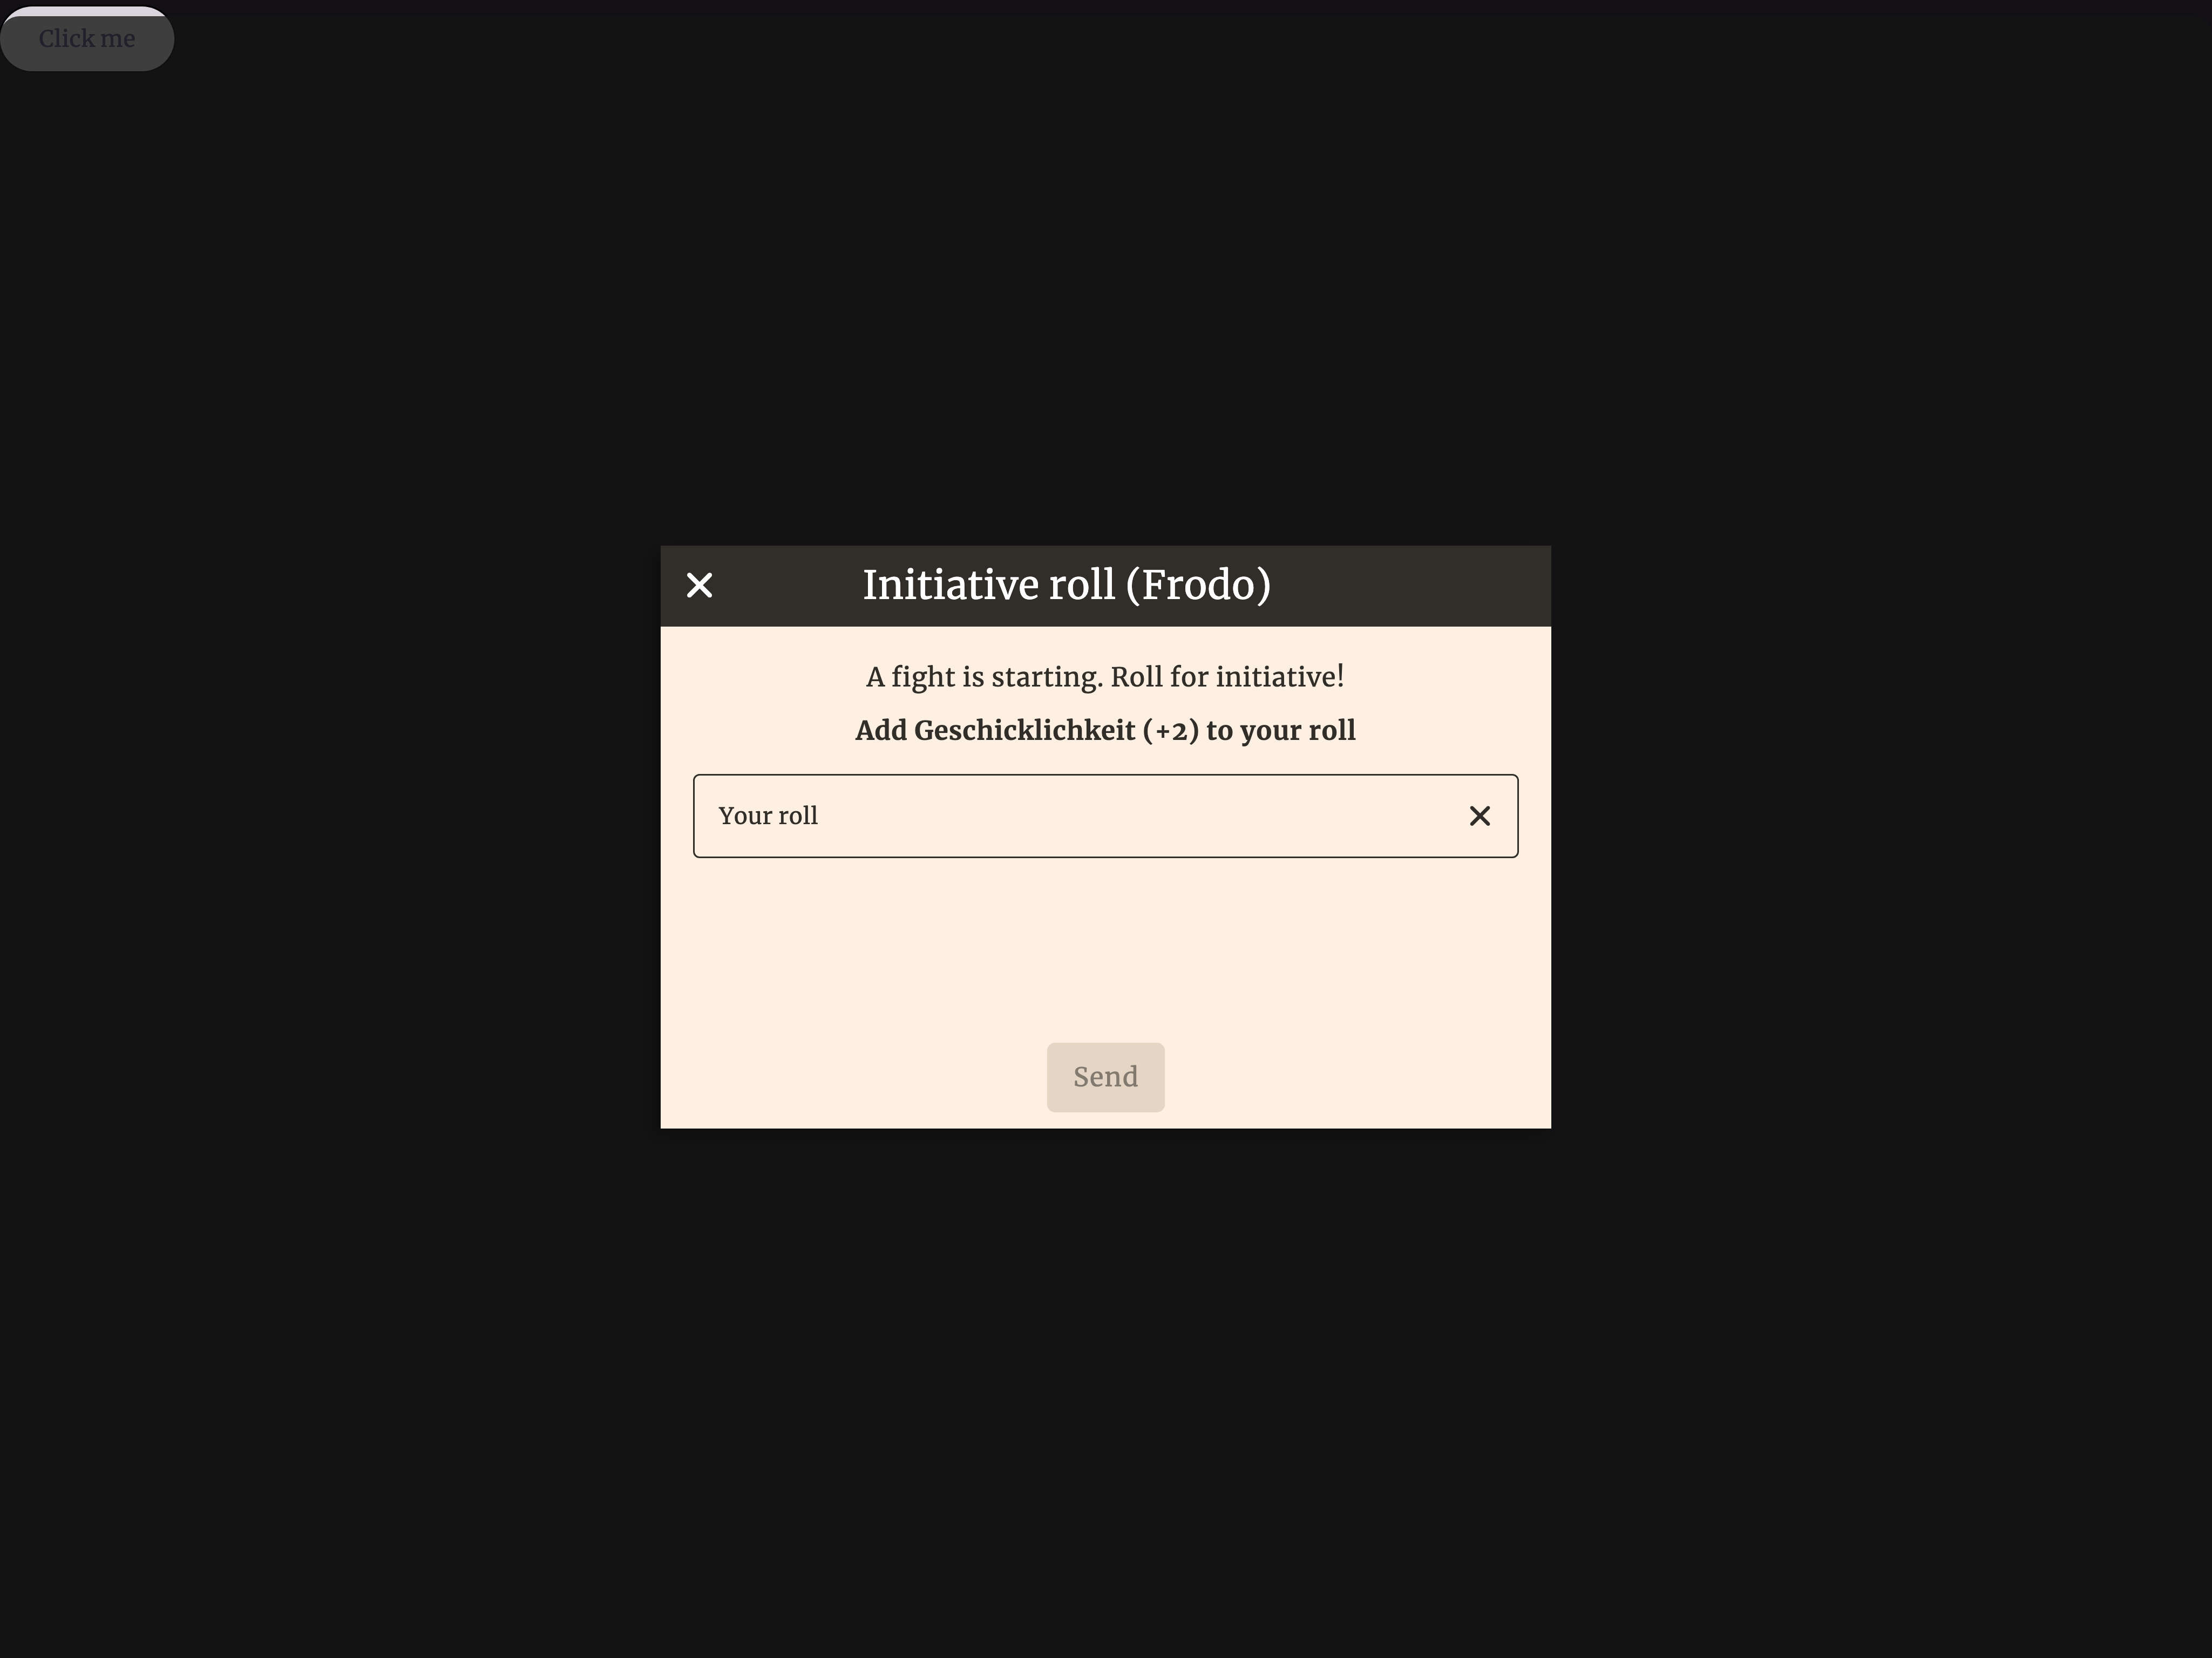 Click me
Initiative roll (Frodo)
A fight is starting. Roll for initiative!
Add Geschicklichkeit (+2) to your roll
Your roll
Send